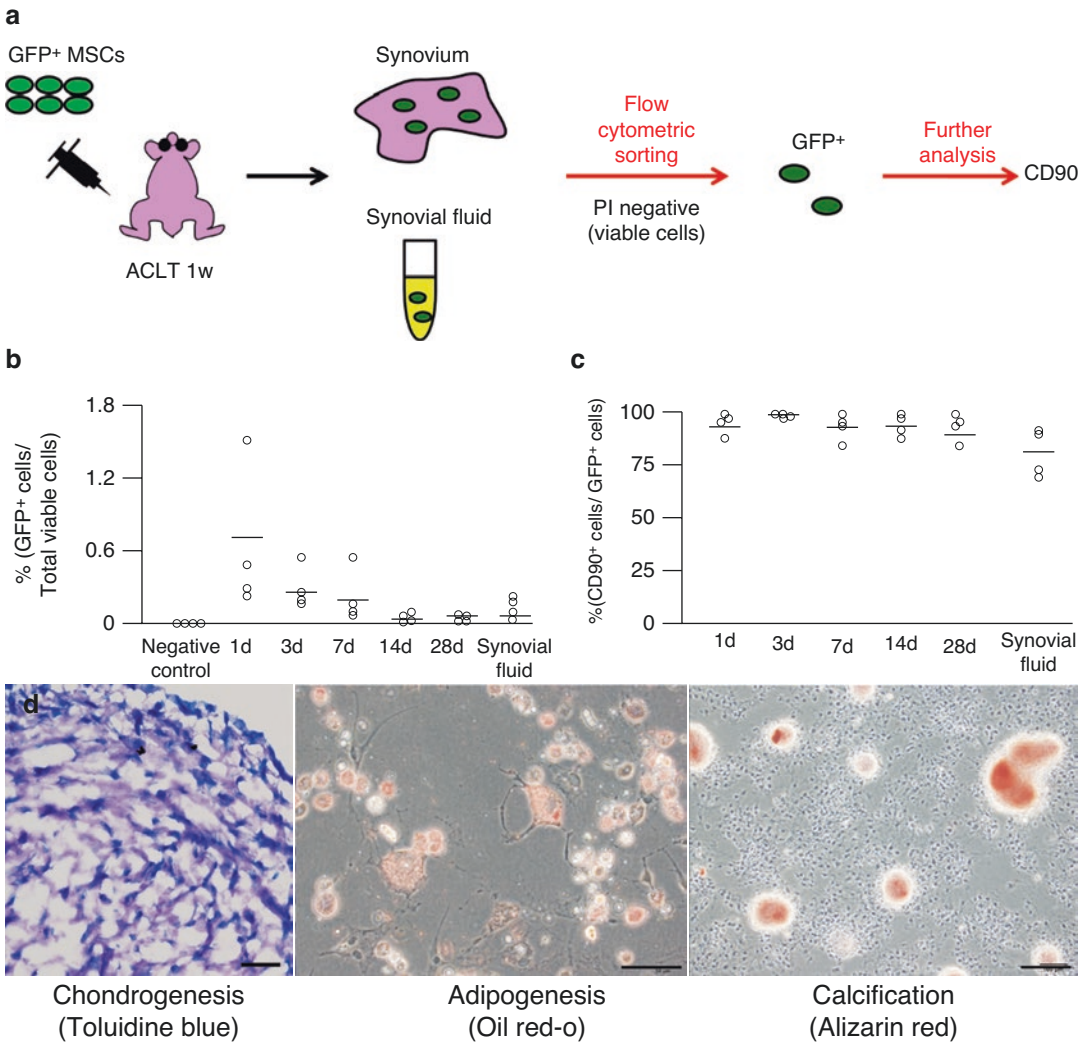 a
GFP+ MSCs
ACLT 1w
Synovium
Synovial fluid
Flow
cytometric
sorting
PI negative
(viable cells)
GFP+
Further
analysis
CD90
b
% (GFP+ cells/
Total viable cells)
1.8
1.2
0.6
0
Negative
control
1d
3d
7d
14d
28d
Synovial
fluid
c
%(CD90+ cells/ GFP+ cells)
100
75
50
25
0
1d
3d
7d
14d
28d
Synovial
fluid
d
Chondrogenesis
(Toluidine blue)
Adipogenesis
(Oil red-o)
Calcification
(Alizarin red)